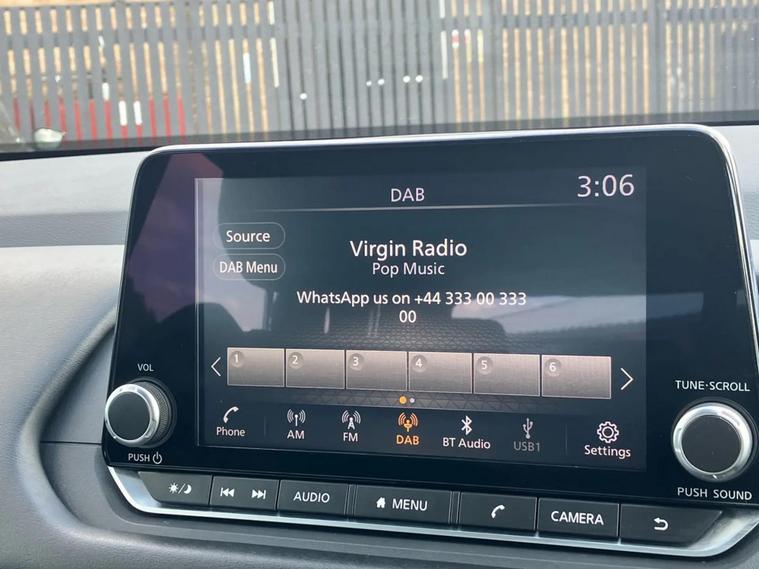 DAB
3:06
Source
Virgin Radio
DAB Menu
Pop Music
WhatsApp us on +44 333 00 333
00
1 2 3 4 5 6
VOL
TUNE·SCROLL
Phone AM FM DAB BT Audio USB1 Settings
PUSH
PUSH SOUND
AUDIO MENU CAMERA